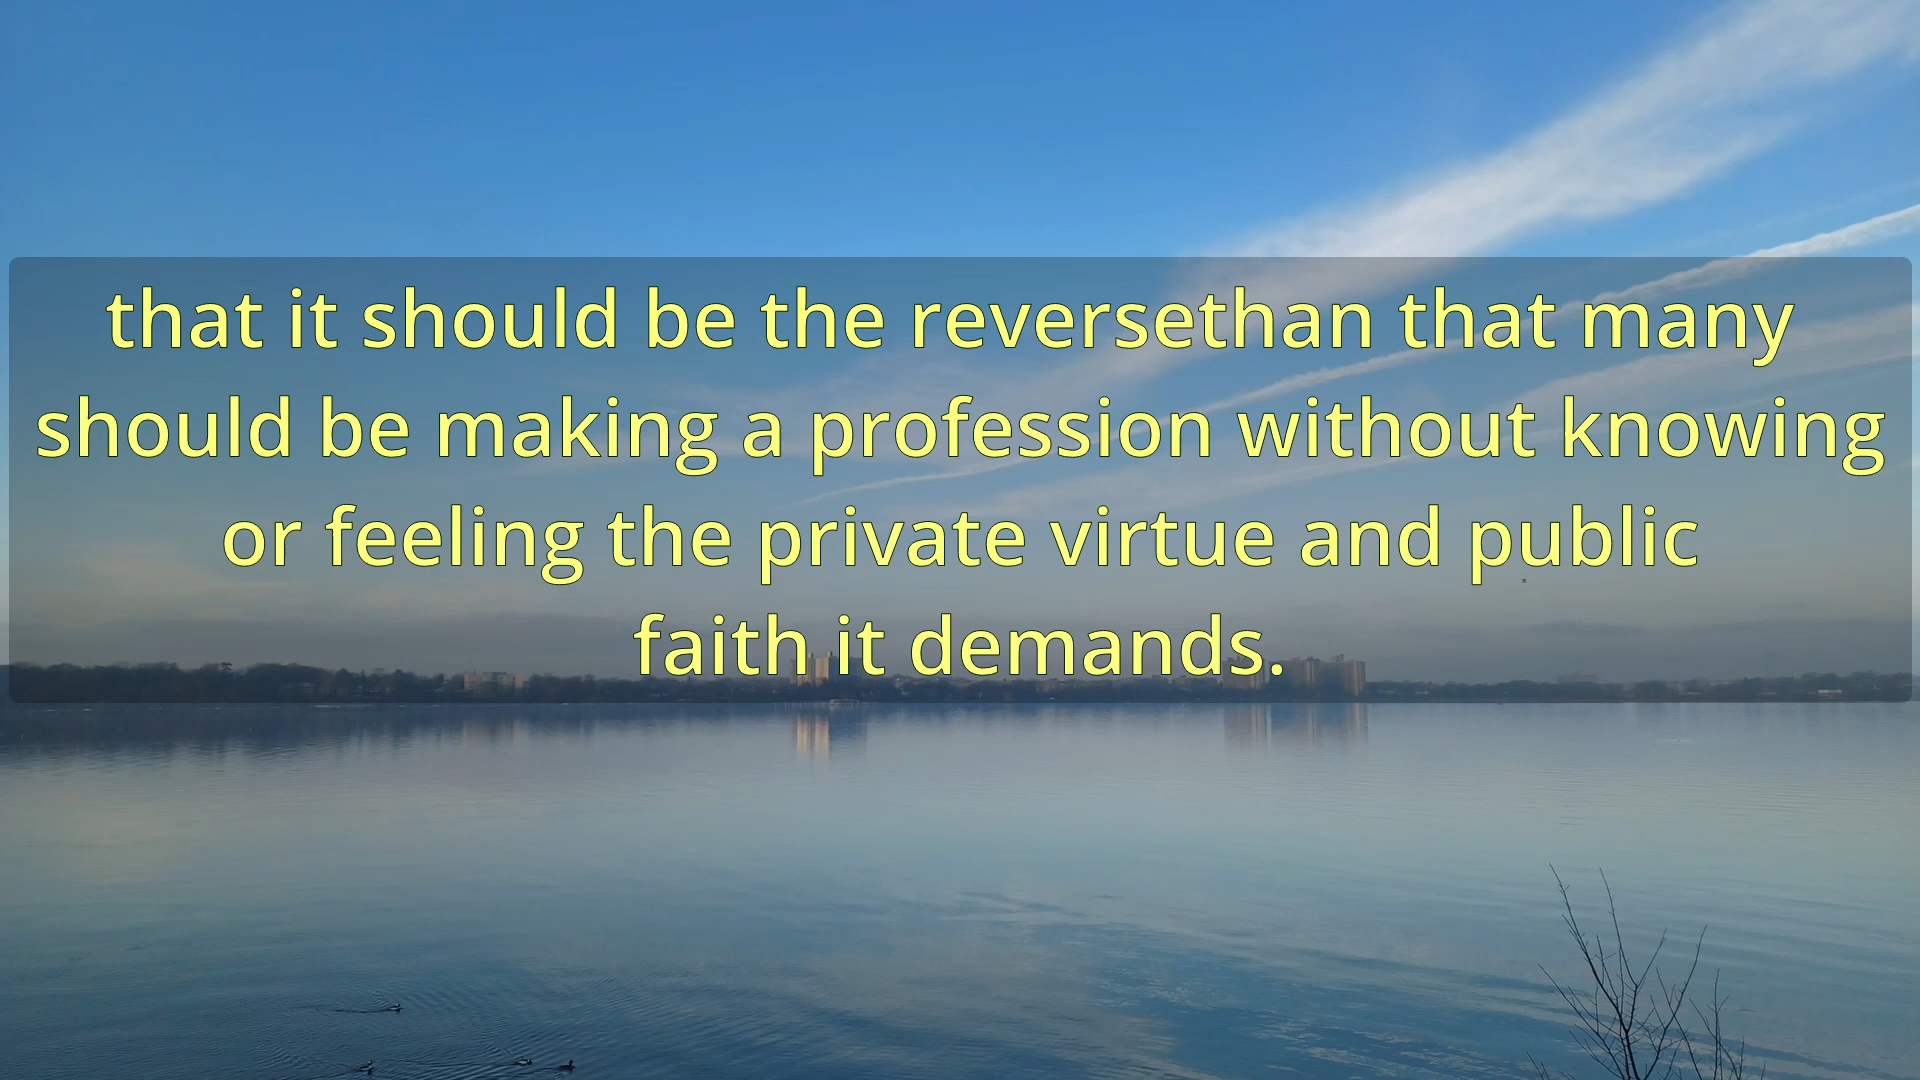 that it should be the reversethan that many
should be making a profession without knowing
or feeling the private virtue and public
faith it demands.